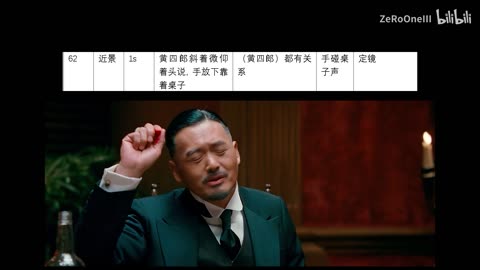 ZeRoOneIII bilibili
62 近景 1s 黄四郎斜着微仰 （黄四郎）都有关 手碰桌 定镜
着头说，手放下靠 系 子声
着桌子